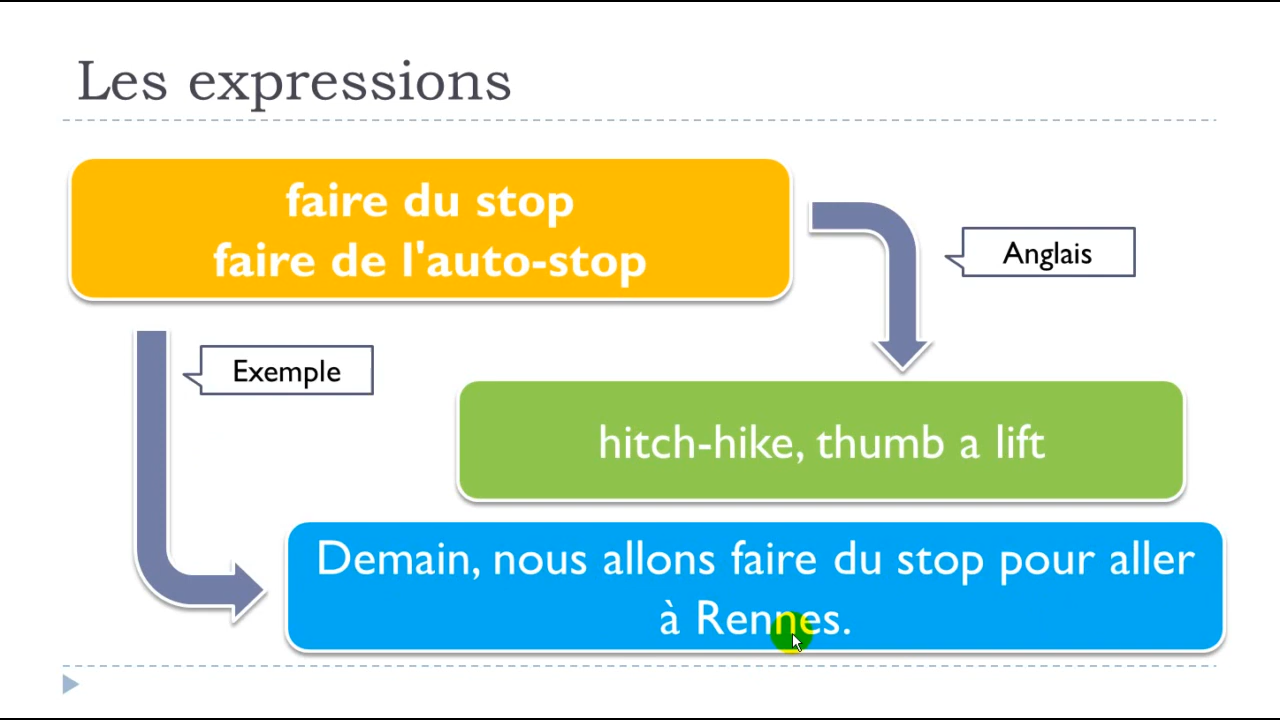 Les expressions
faire du stop
faire de l'auto-stop
Anglais
Exemple
hitch-hike, thumb a lift
Demain, nous allons faire du stop pour aller
à Rennes.